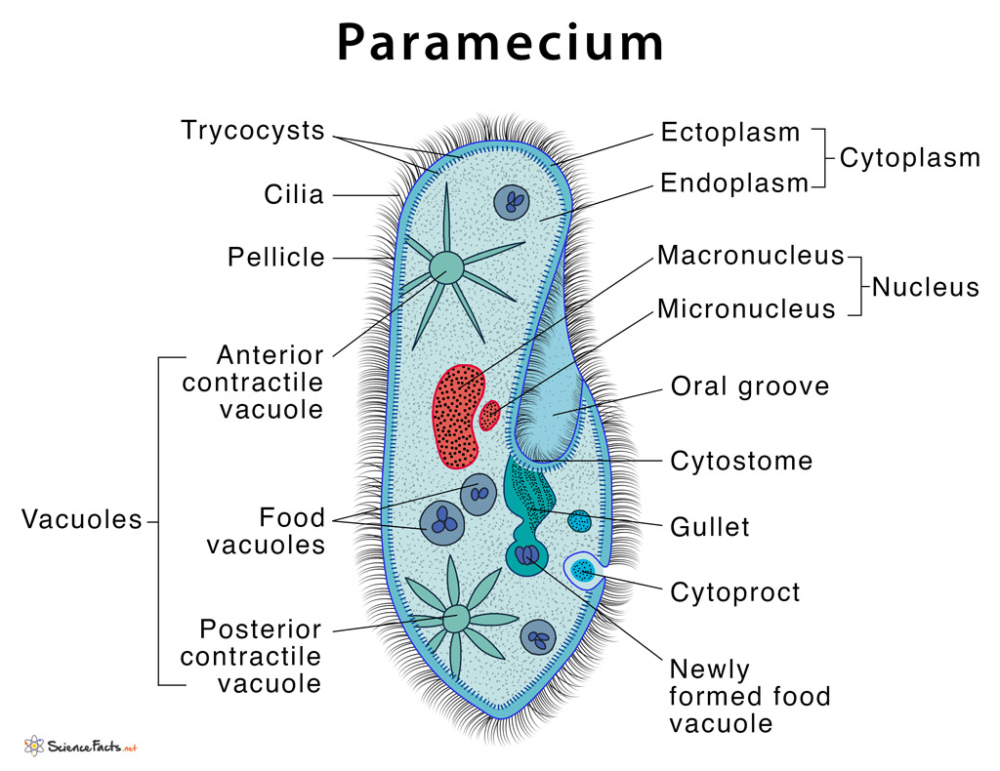 Paramecium
Trycocysts
Cilia
Pellicle
Anterior
contractile
vacuole
Vacuoles
Food
vacuoles
Posterior
contractile
vacuole
Ectoplasm
Endoplasm
Cytoplasm
Macronucleus
Micronucleus
Nucleus
Oral groove
Cytostome
Gullet
Cytoproct
Newly
formed food
vacuole
ScienceFacts.net